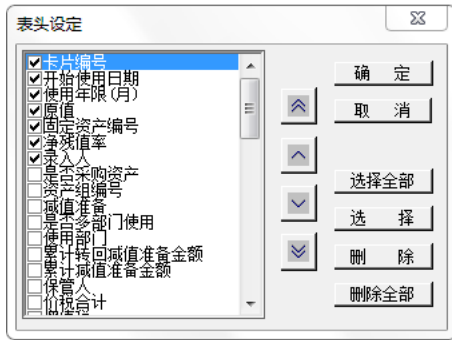 表头设定
卡片编号
开始使用日期
使用年限(月)
原值
固定资产编号
净残值率
录入人
是否采购资产
资产组编号
减值准备
是否多部门使用
使用部门
累计转回减值准备金额
累计减值准备金额
保管人
价税合计
确 定
取 消
选择全部
选 择
删 除
删除全部